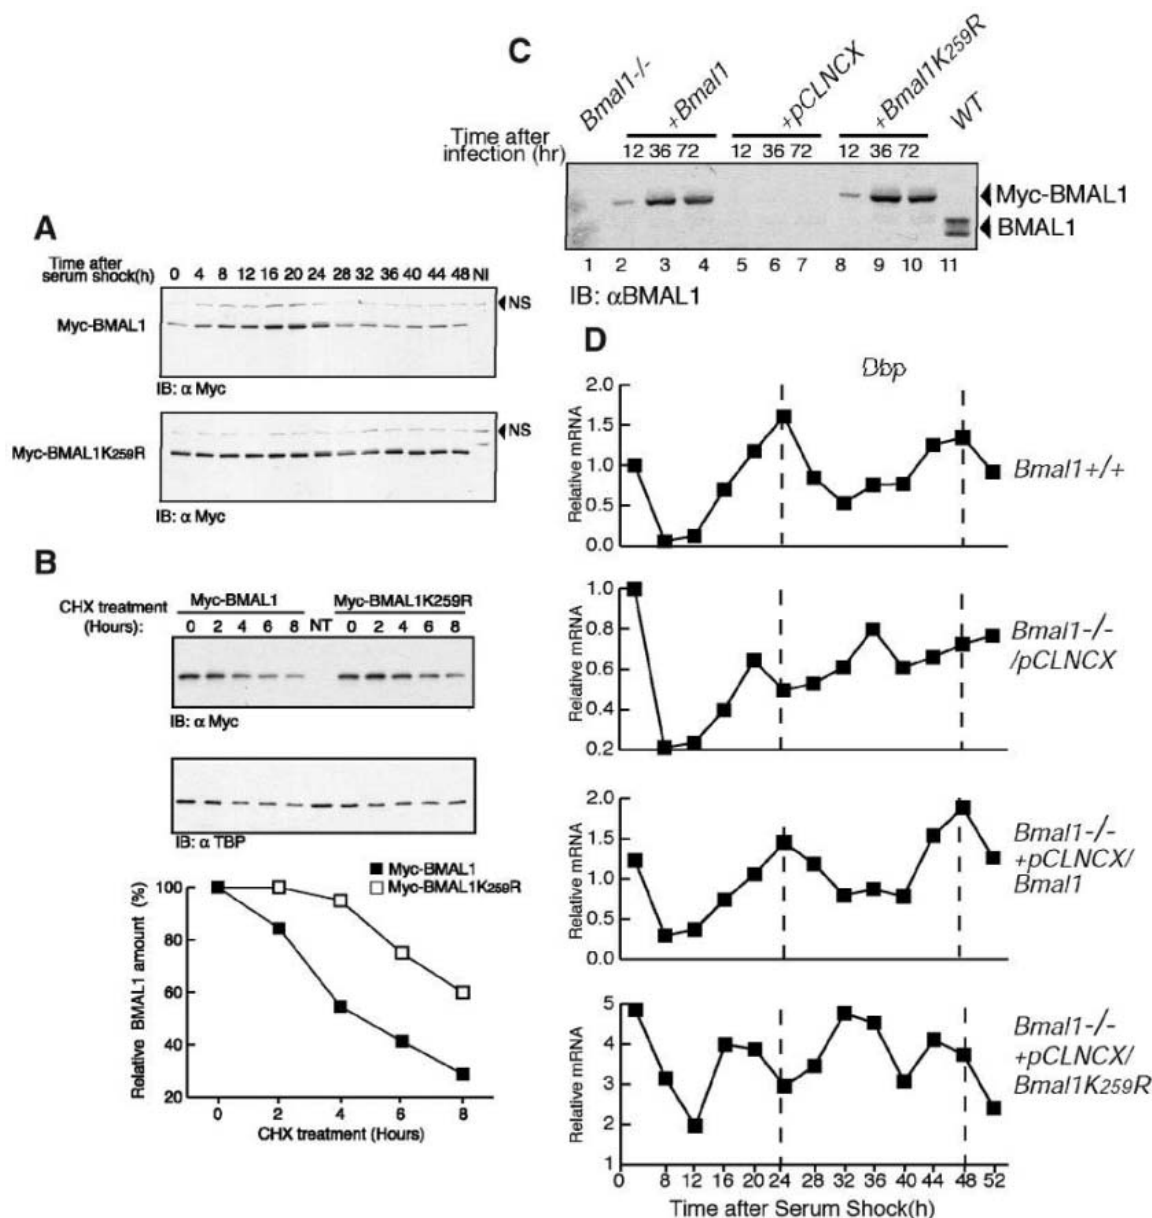 A
Time after
serum shock(h)
0 4 8 12 16 20 24 28 32 36 40 44 48 NI
NS
Myc-BMAL1
IB: α Myc
NS
Myc-BMAL1K259R
IB: α Myc
B
CHX treatment
(Hours):
Myc-BMAL1
Myc-BMAL1K259R
0 2 4 6 8 NT 0 2 4 6 8
IB: α Myc
IB: α TBP
Myc-BMAL1
Myc-BMAL1K259R
Relative BMAL1 amount (%)
100
80
60
40
20
0 2 4 6 8
CHX treatment (Hours)
C
Bmal1-/-
+Bmal1
+pCLNCX
+Bmal1K259R
WT
Time after
infection (hr)
12 36 72 12 36 72 12 36 72
Myc-BMAL1
BMAL1
1 2 3 4 5 6 7 8 9 10 11
IB: αBMAL1
D
Dbp
Relative mRNA
2.0
1.5
1.0
0.5
0.0
Bmal1+/+
Relative mRNA
1.0
0.8
0.6
0.4
0.2
Bmal1-/-
/pCLNCX
Relative mRNA
2.0
1.5
1.0
0.5
0.0
Bmal1-/-
+pCLNCX/
Bmal1
Relative mRNA
5
4
3
2
1
Bmal1-/-
+pCLNCX/
Bmal1K259R
0 8 12 16 20 24 28 32 36 40 44 48 52
Time after Serum Shock(h)